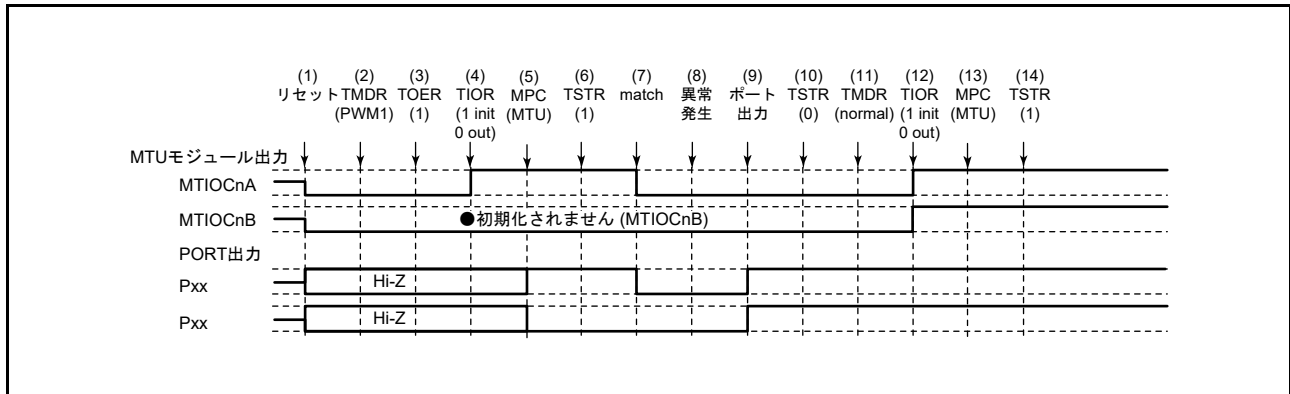 (1) (2) (3) (4) (5) (6) (7) (8) (9) (10) (11) (12) (13) (14)
リセット TMDR TOER TIOR MPC TSTR match 異常 ポート TSTR TMDR TIOR MPC TSTR
(PWM1) (1) (1 init (MTU) (1) 発生 出力 (0) (normal) (1 init (MTU) (1)
0 out) 0 out)
MTUモジュール出力
MTIOCnA
MTIOCnB ●初期化されません (MTIOCnB)
PORT出力
Pxx Hi-Z
Pxx Hi-Z